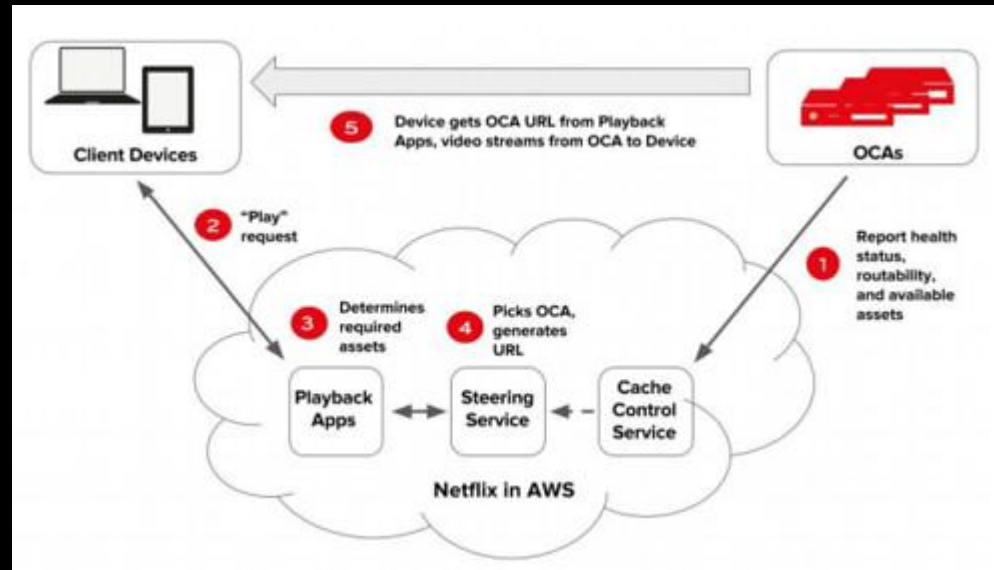 Client Devices
5
Device gets OCA URL from Playback
Apps, video streams from OCA to Device
OCAs
2
"Play"
request
1
Report health
status,
routability,
and available
assets
3
Determines
required
assets
4
Picks OCA,
generates
URL
Playback
Apps
Steering
Service
Cache
Control
Service
Netflix in AWS